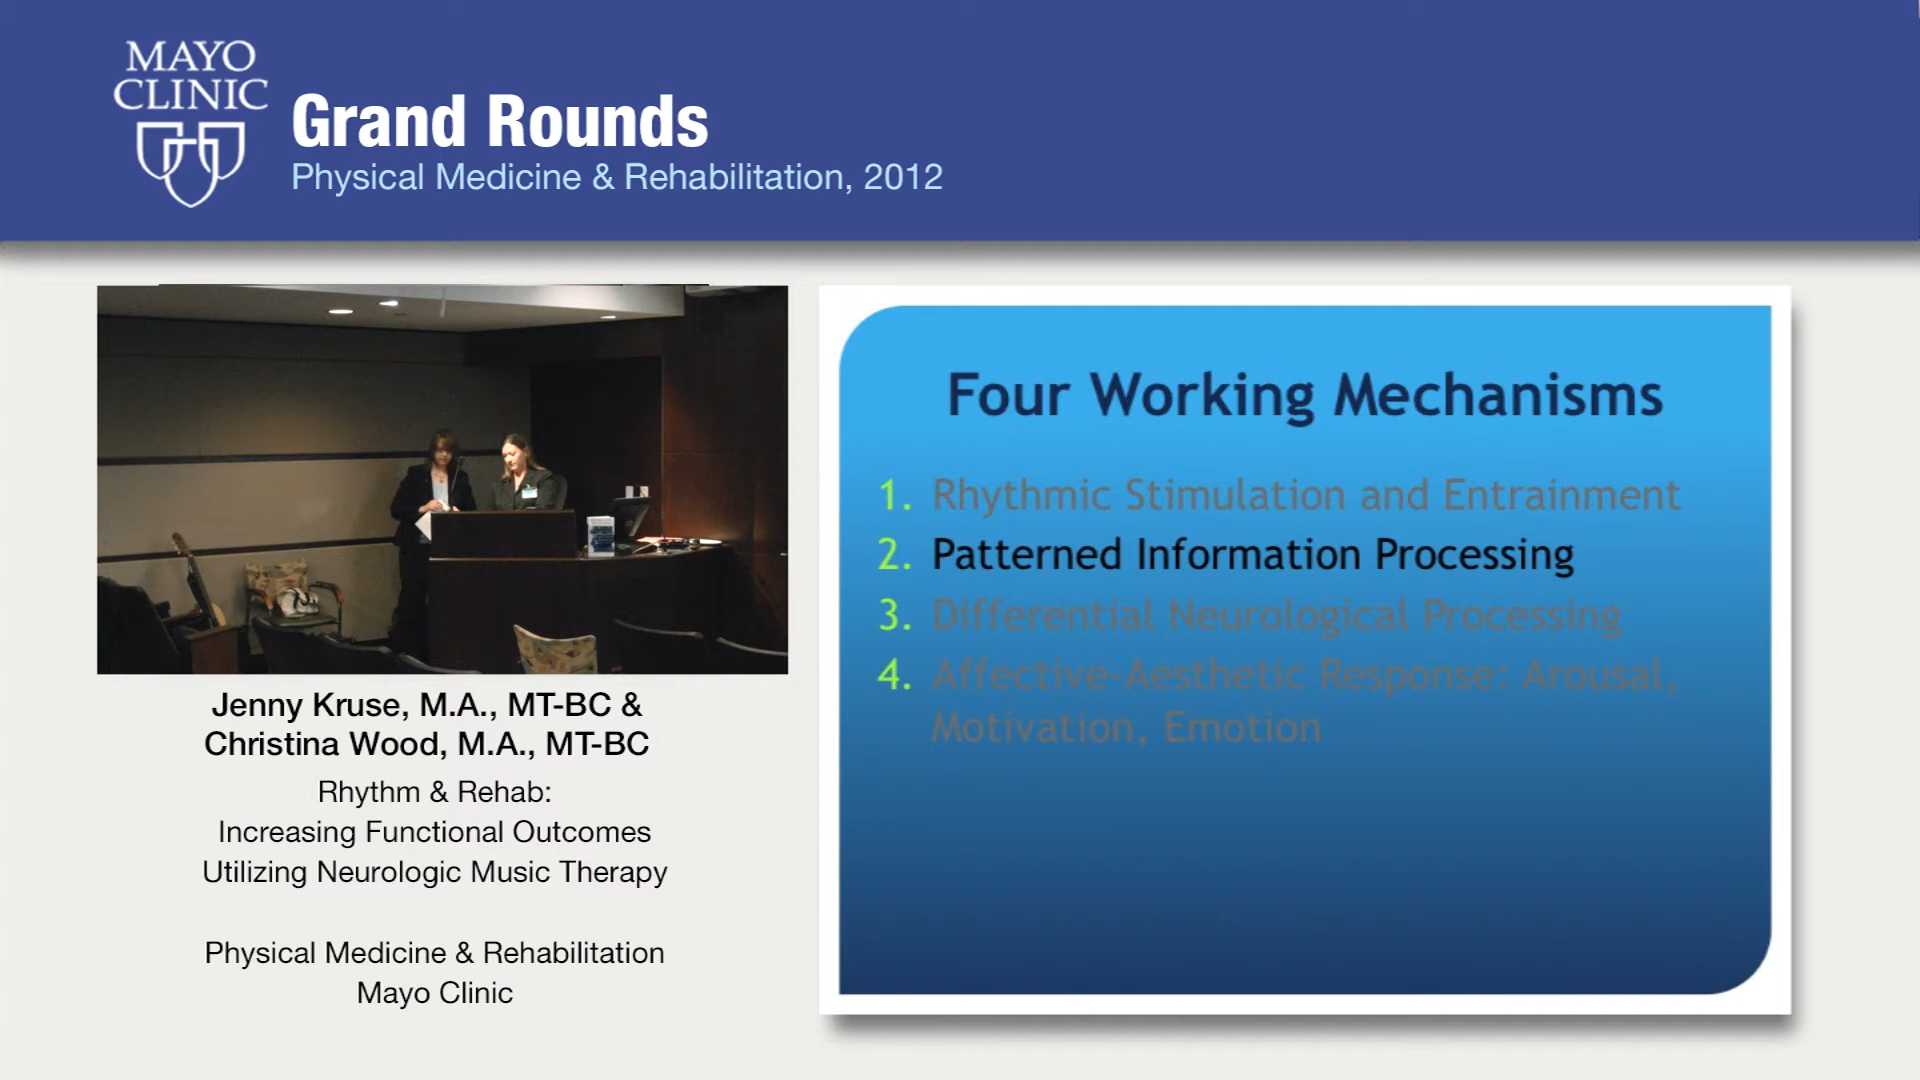 MAYO
CLINIC
Grand Rounds
Physical Medicine & Rehabilitation, 2012
Jenny Kruse, M.A., MT-BC &
Christina Wood, M.A., MT-BC
Rhythm & Rehab:
Increasing Functional Outcomes
Utilizing Neurologic Music Therapy
Physical Medicine & Rehabilitation
Mayo Clinic
Four Working Mechanisms
1. Rhythmic Stimulation and Entrainment
2. Patterned Information Processing
3. Differential Neurological Processing
4. Affective-Aesthetic Response: Arousal,
Motivation, Emotion